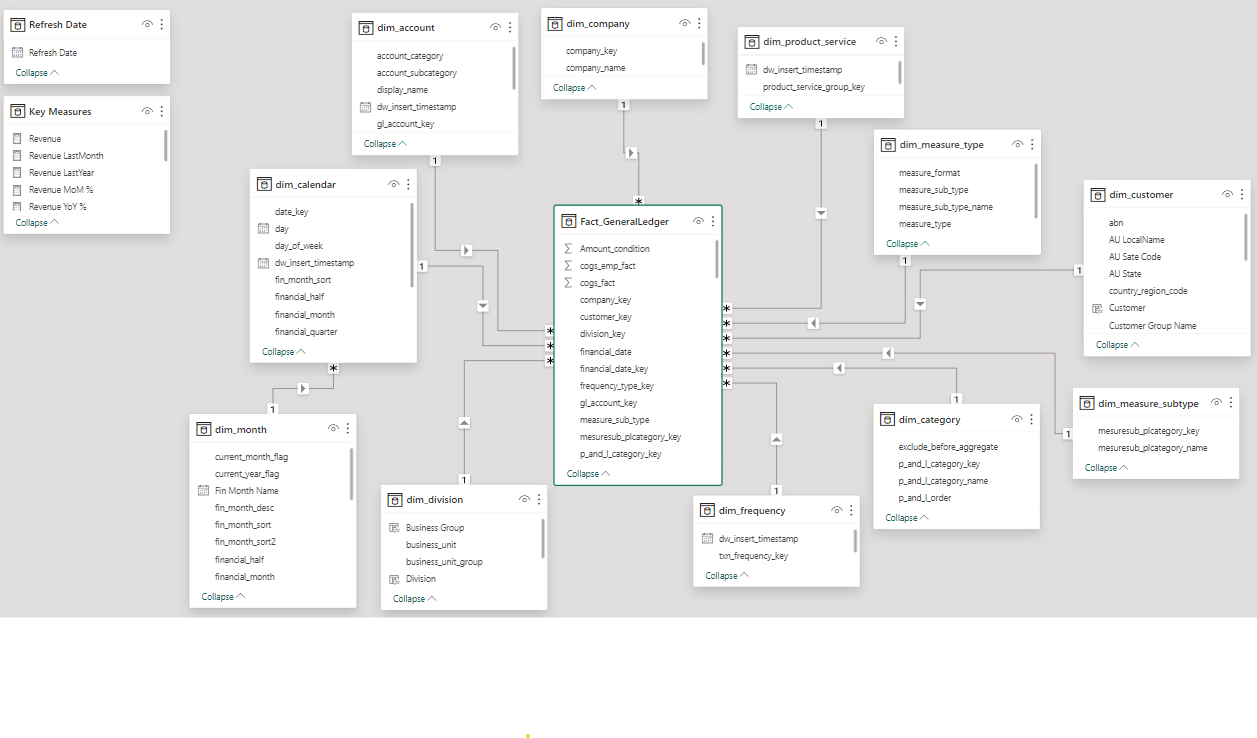 Refresh Date
Refresh Date
Collapse
Key Measures
Revenue
Revenue LastMonth
Revenue LastYear
Revenue MoM %
Revenue YoY %
Collapse
dim_account
account_category
account_subcategory
display_name
dw_insert_timestamp
gl_account_key
Collapse
1
dim_company
company_key
company_name
Collapse
1
*
dim_product_service
dw_insert_timestamp
product_service_group_key
Collapse
1
dim_measure_type
measure_format
measure_sub_type
measure_sub_type_name
measure_type
Collapse
1
dim_customer
abn
AU LocalName
AU Sate Code
AU State
country_region_code
Customer
Customer Group Name
Collapse
1
dim_calendar
date_key
day
day_of_week
dw_insert_timestamp
fin_month_sort
financial_half
financial_month
financial_quarter
Collapse
1
*
1
Fact_GeneralLedger
Amount_condition
cogs_emp_fact
cogs_fact
company_key
customer_key
division_key
financial_date
financial_date_key
frequency_type_key
gl_account_key
measure_sub_type
mesuresub_plcategory_key
p_and_l_category_key
Collapse
*
*
*
*
*
*
*
*
*
dim_month
current_month_flag
current_year_flag
Fin Month Name
fin_month_desc
fin_month_sort
fin_month_sort2
financial_half
financial_month
Collapse
1
dim_division
Business Group
business_unit
business_unit_group
Division
Collapse
1
dim_frequency
dw_insert_timestamp
txn_frequency_key
Collapse
1
dim_category
exclude_before_aggregate
p_and_l_category_key
p_and_l_category_name
p_and_l_order
Collapse
1
dim_measure_subtype
mesuresub_plcategory_key
mesuresub_plcategory_name
Collapse